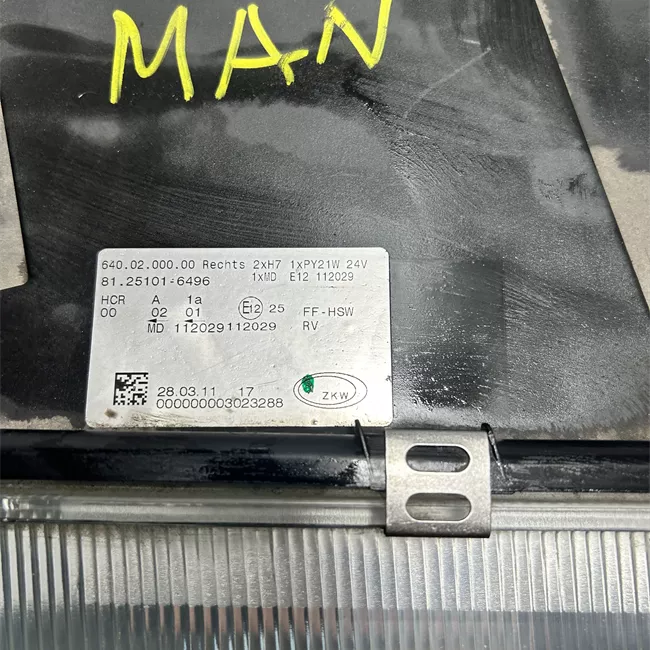 MAN
640.02.000.00 Rechts 2xH7 1xPY21W 24V
81.25101-6496 1xMD E12 112029
HCR A 1a E12 25 FF-HSW
00 02 01 RV
MD 112029112029
28.03.11 17
000000003023288
ZKW